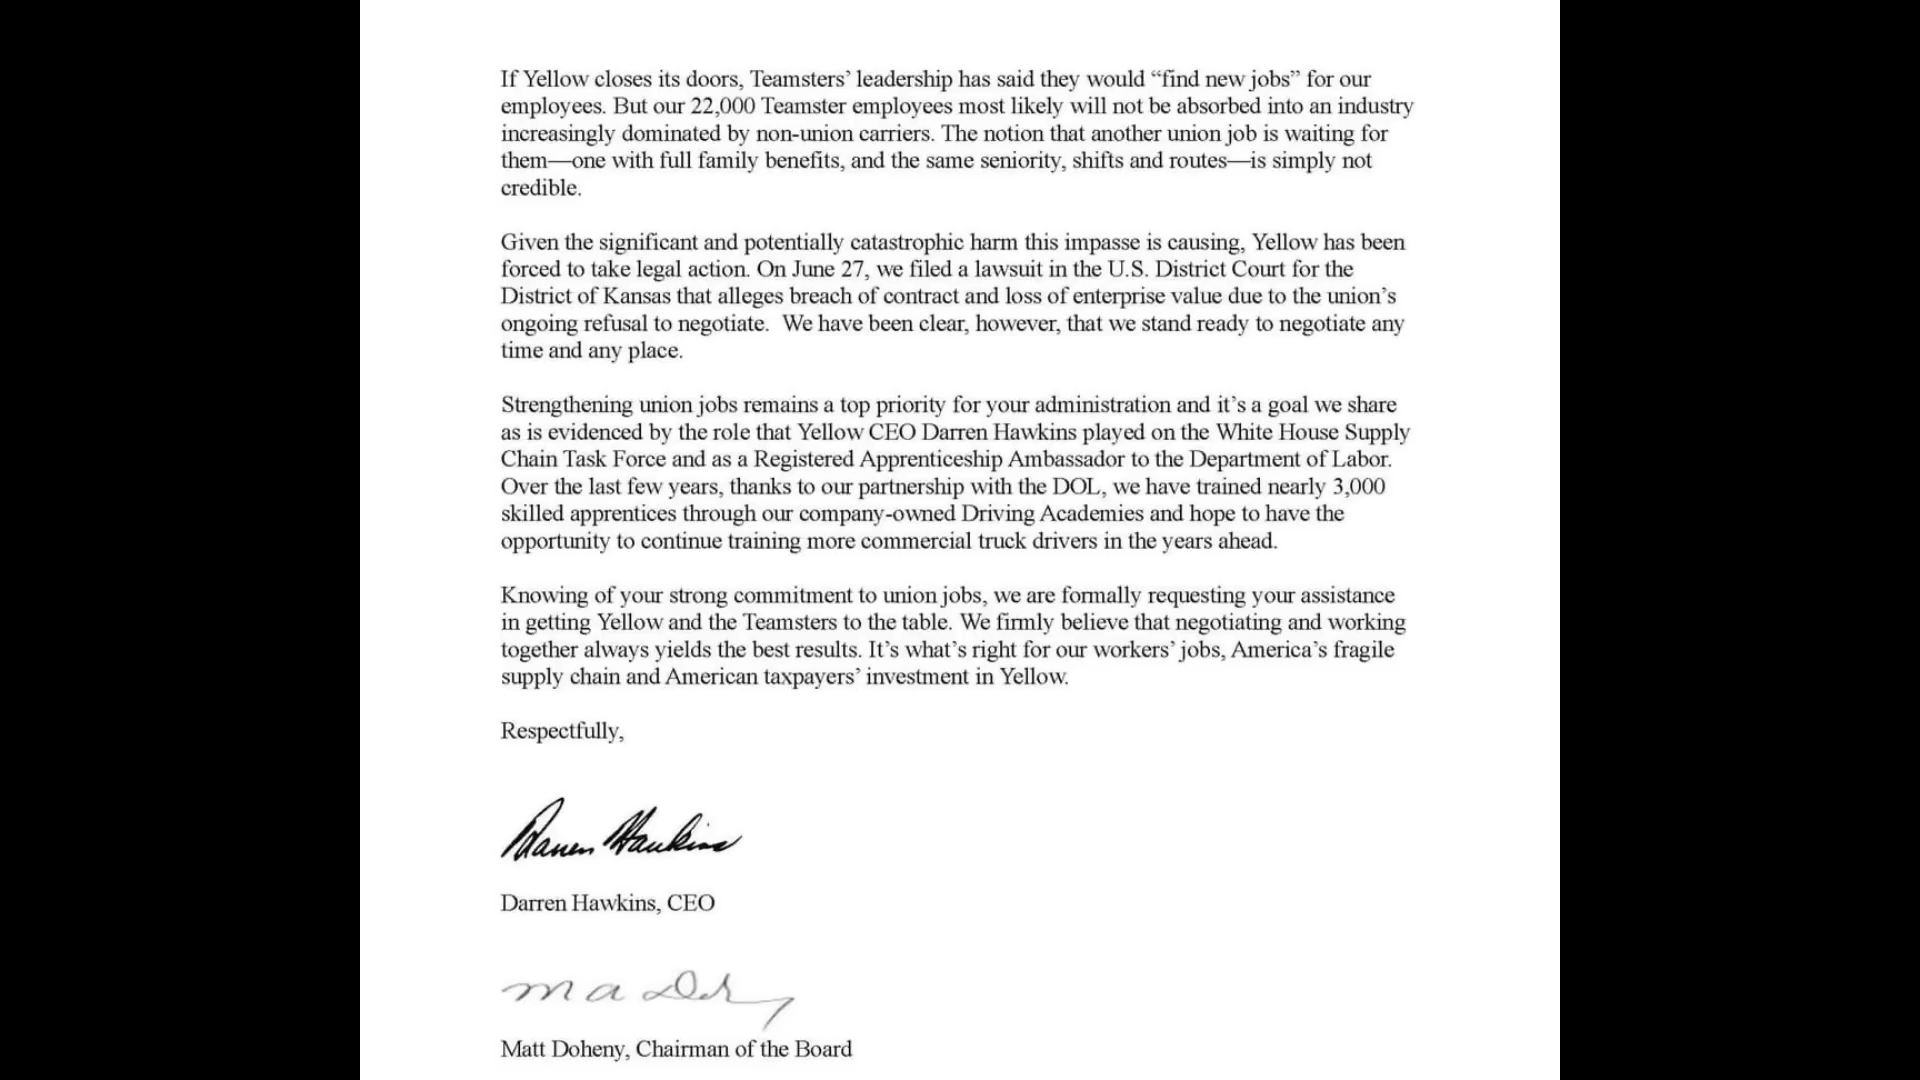 If Yellow closes its doors, Teamsters’ leadership has said they would “find new jobs” for our
employees. But our 22,000 Teamster employees most likely will not be absorbed into an industry
increasingly dominated by non-union carriers. The notion that another union job is waiting for
them—one with full family benefits, and the same seniority, shifts and routes—is simply not
credible.
Given the significant and potentially catastrophic harm this impasse is causing, Yellow has been
forced to take legal action. On June 27, we filed a lawsuit in the U.S. District Court for the
District of Kansas that alleges breach of contract and loss of enterprise value due to the union’s
ongoing refusal to negotiate.  We have been clear, however, that we stand ready to negotiate any
time and any place.
Strengthening union jobs remains a top priority for your administration and it’s a goal we share
as is evidenced by the role that Yellow CEO Darren Hawkins played on the White House Supply
Chain Task Force and as a Registered Apprenticeship Ambassador to the Department of Labor.
Over the last few years, thanks to our partnership with the DOL, we have trained nearly 3,000
skilled apprentices through our company-owned Driving Academies and hope to have the
opportunity to continue training more commercial truck drivers in the years ahead.
Knowing of your strong commitment to union jobs, we are formally requesting your assistance
in getting Yellow and the Teamsters to the table. We firmly believe that negotiating and working
together always yields the best results. It’s what’s right for our workers’ jobs, America’s fragile
supply chain and American taxpayers’ investment in Yellow.
Respectfully,
Darren Hawkins
Darren Hawkins, CEO
Matt Doheny, Chairman of the Board